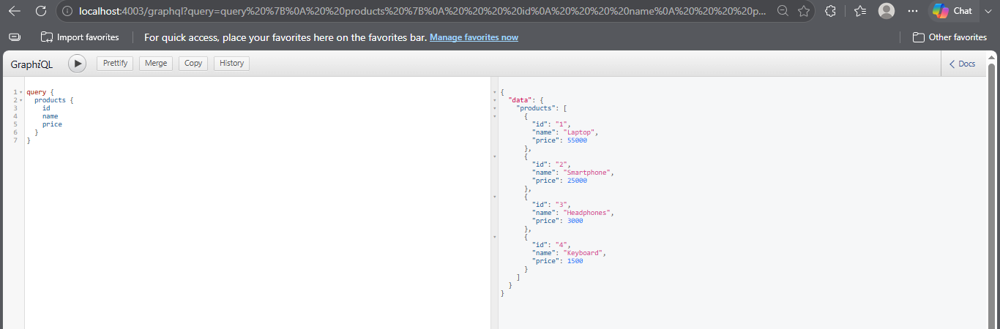 localhost:4003/graphql?query=query%20%7B%0A%20%20products%20%7B%0A%20%20%20%20id%0A%20%20%20%20name%0A%20%20%20%20p...
Chat
Import favorites
For quick access, place your favorites here on the favorites bar. Manage favorites now
Other favorites
GraphiQL
Prettify
Merge
Copy
History
Docs
1 query {
2   products {
3     id
4     name
5     price
6   }
7 }
{
  "data": {
    "products": [
      {
        "id": "1",
        "name": "Laptop",
        "price": 55000
      },
      {
        "id": "2",
        "name": "Smartphone",
        "price": 25000
      },
      {
        "id": "3",
        "name": "Headphones",
        "price": 3000
      },
      {
        "id": "4",
        "name": "Keyboard",
        "price": 1500
      }
    ]
  }
}